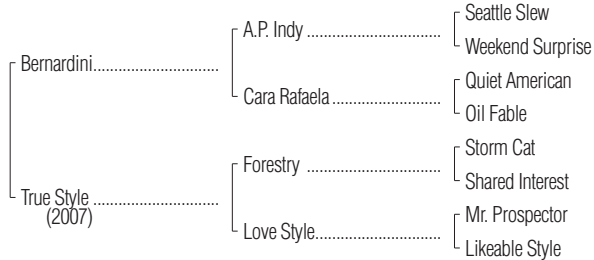 Seattle Slew
A.P. Indy ..............................
Weekend Surprise
Bernardini............................
Quiet American
Cara Rafaela ........................
Oil Fable
Storm Cat
Forestry ..............................
Shared Interest
True Style ............................
(2007)
Mr. Prospector
Love Style............................
Likeable Style